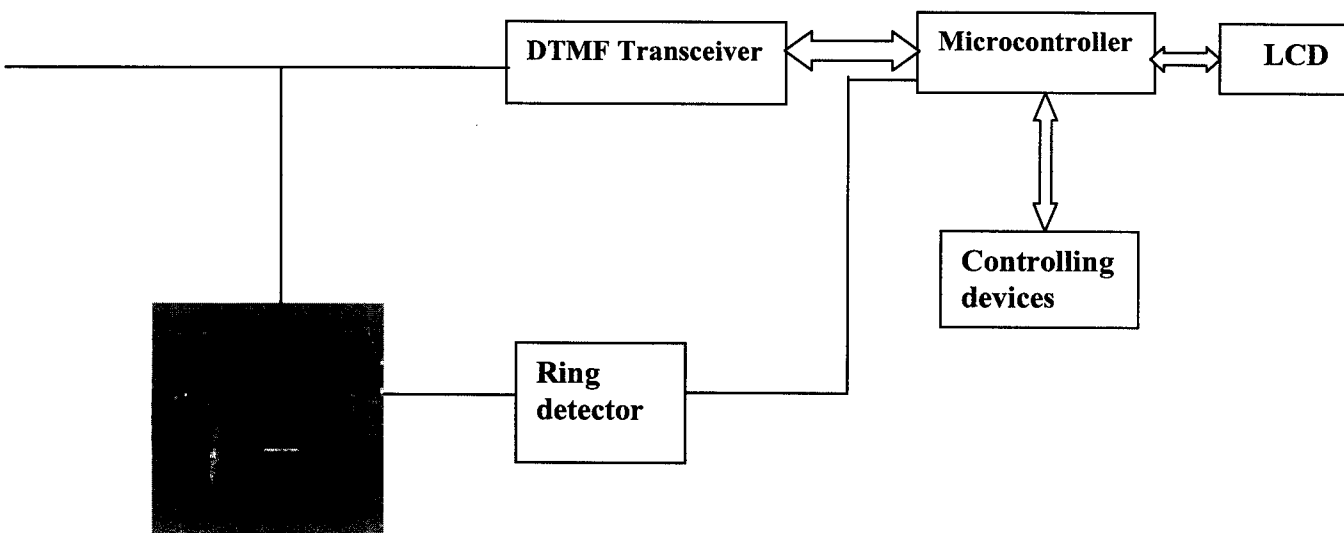 DTMF Transceiver
Microcontroller
LCD
Controlling
devices
Ring
detector